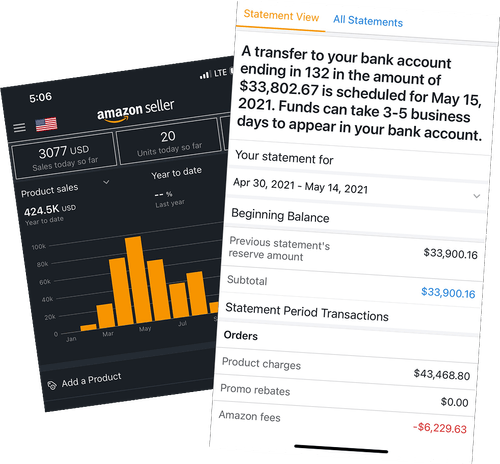 5:06
LTE
amazon seller
3077 USD
Sales today so far
20
Units today so far
Product sales
424.5K USD
Year to date
Year to date
-- %
Last year
100k
80k
60k
40k
20k
0
Jan
Mar
May
Jul
Add a Product
Statement View
All Statements
A transfer to your bank account
ending in 132 in the amount of
$33,802.67 is scheduled for May 15,
2021. Funds can take 3-5 business
days to appear in your bank account.
Your statement for
Apr 30, 2021 - May 14, 2021
Beginning Balance
Previous statement's
reserve amount
$33,900.16
Subtotal
$33,900.16
Statement Period Transactions
Orders
Product charges
$43,468.80
Promo rebates
$0.00
Amazon fees
-$6,229.63